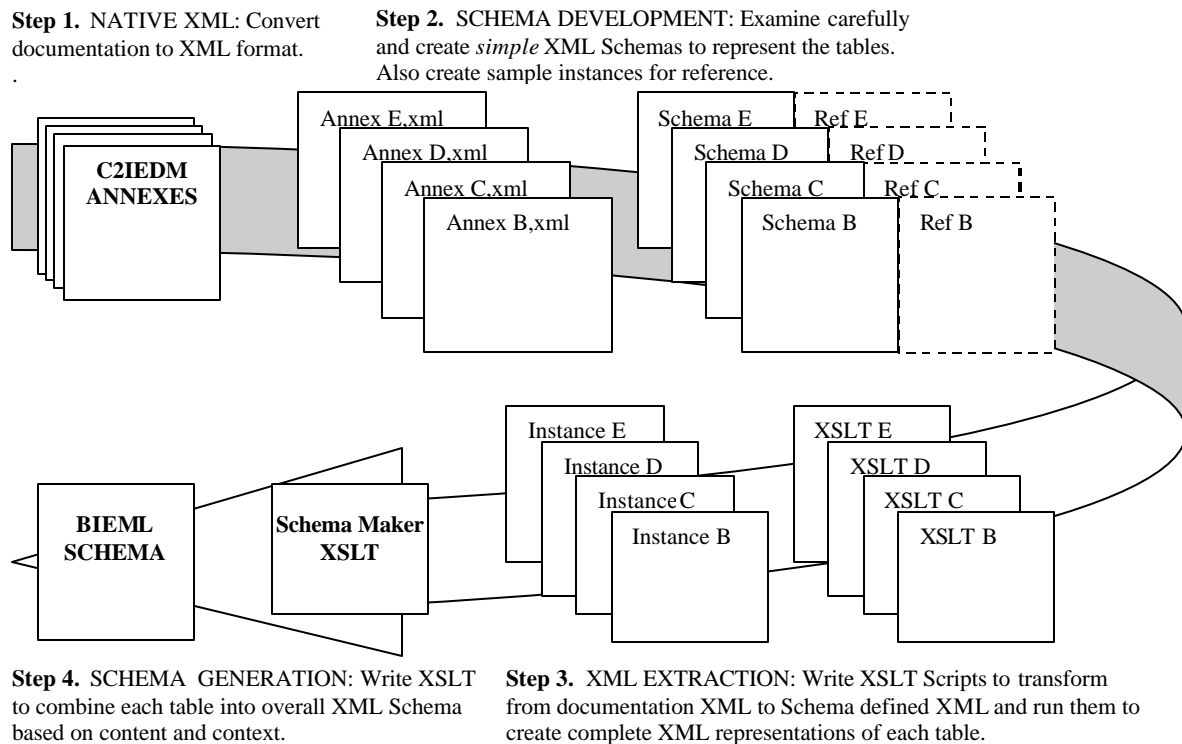 Step 1. NATIVE XML: Convert
documentation to XML format.
.
Step 2. SCHEMA DEVELOPMENT: Examine carefully
and create simple XML Schemas to represent the tables.
Also create sample instances for reference.
C2IEDM
ANNEXES
Annex E,xml
Annex D,xml
Annex C,xml
Annex B,xml
Schema E
Schema D
Schema C
Schema B
Ref E
Ref D
Ref C
Ref B
BIEML
SCHEMA
Schema Maker
XSLT
Instance E
Instance D
Instance C
Instance B
XSLT E
XSLT D
XSLT C
XSLT B
Step 4. SCHEMA GENERATION: Write XSLT
to combine each table into overall XML Schema
based on content and context.
Step 3. XML EXTRACTION: Write XSLT Scripts to transform
from documentation XML to Schema defined XML and run them to
create complete XML representations of each table.